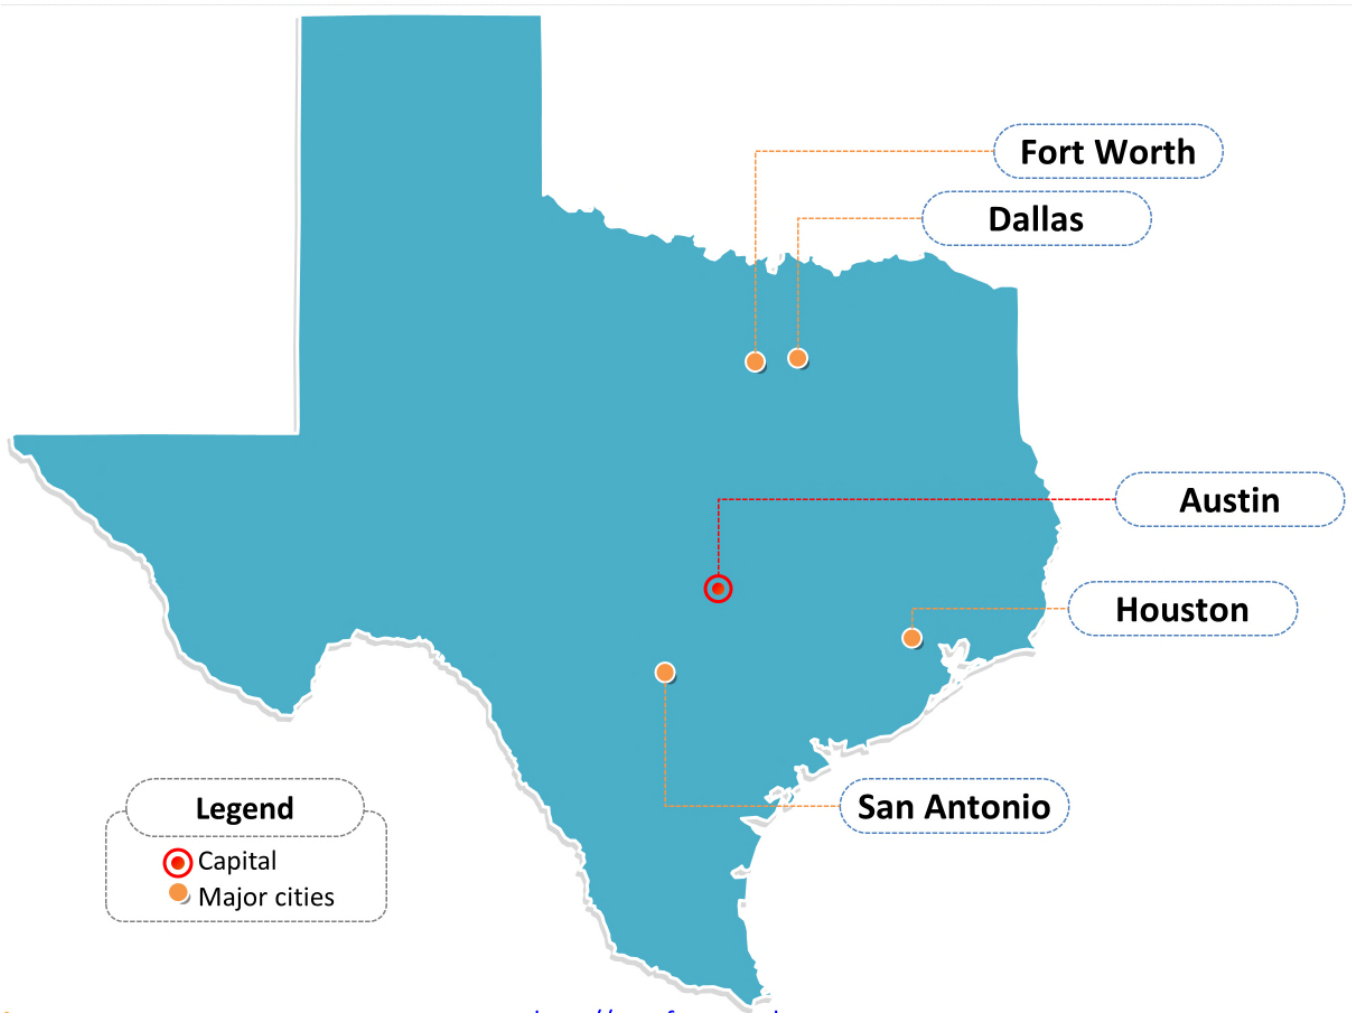 Fort Worth
Dallas
Austin
Houston
San Antonio
Legend
Capital
Major cities